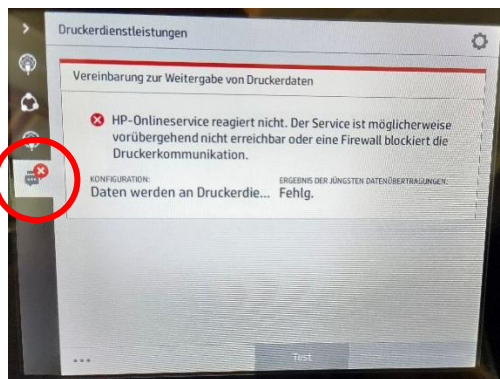 Druckerdienstleistungen
Vereinbarung zur Weitergabe von Druckerdaten
HP-Onlineservice reagiert nicht. Der Service ist möglicherweise
vorübergehend nicht erreichbar oder eine Firewall blockiert die
Druckerkommunikation.
KONFIGURATION:
Daten werden an Druckerdie...
ERGEBNIS DER JÜNGSTEN DATENÜBERTRAGUNGEN:
Fehlg.
Test